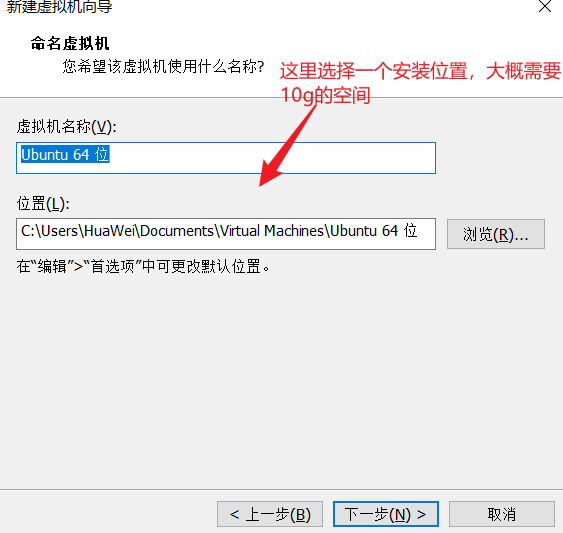 新建虚拟机向导
命名虚拟机
您希望该虚拟机使用什么名称?
这里选择一个安装位置，大概需要
10g的空间
虚拟机名称(V):
Ubuntu 64 位
位置(L):
C:\Users\HuaWei\Documents\Virtual Machines\Ubuntu 64 位
浏览(R)...
在“编辑”>“首选项”中可更改默认位置。
< 上一步(B)
下一步(N) >
取消